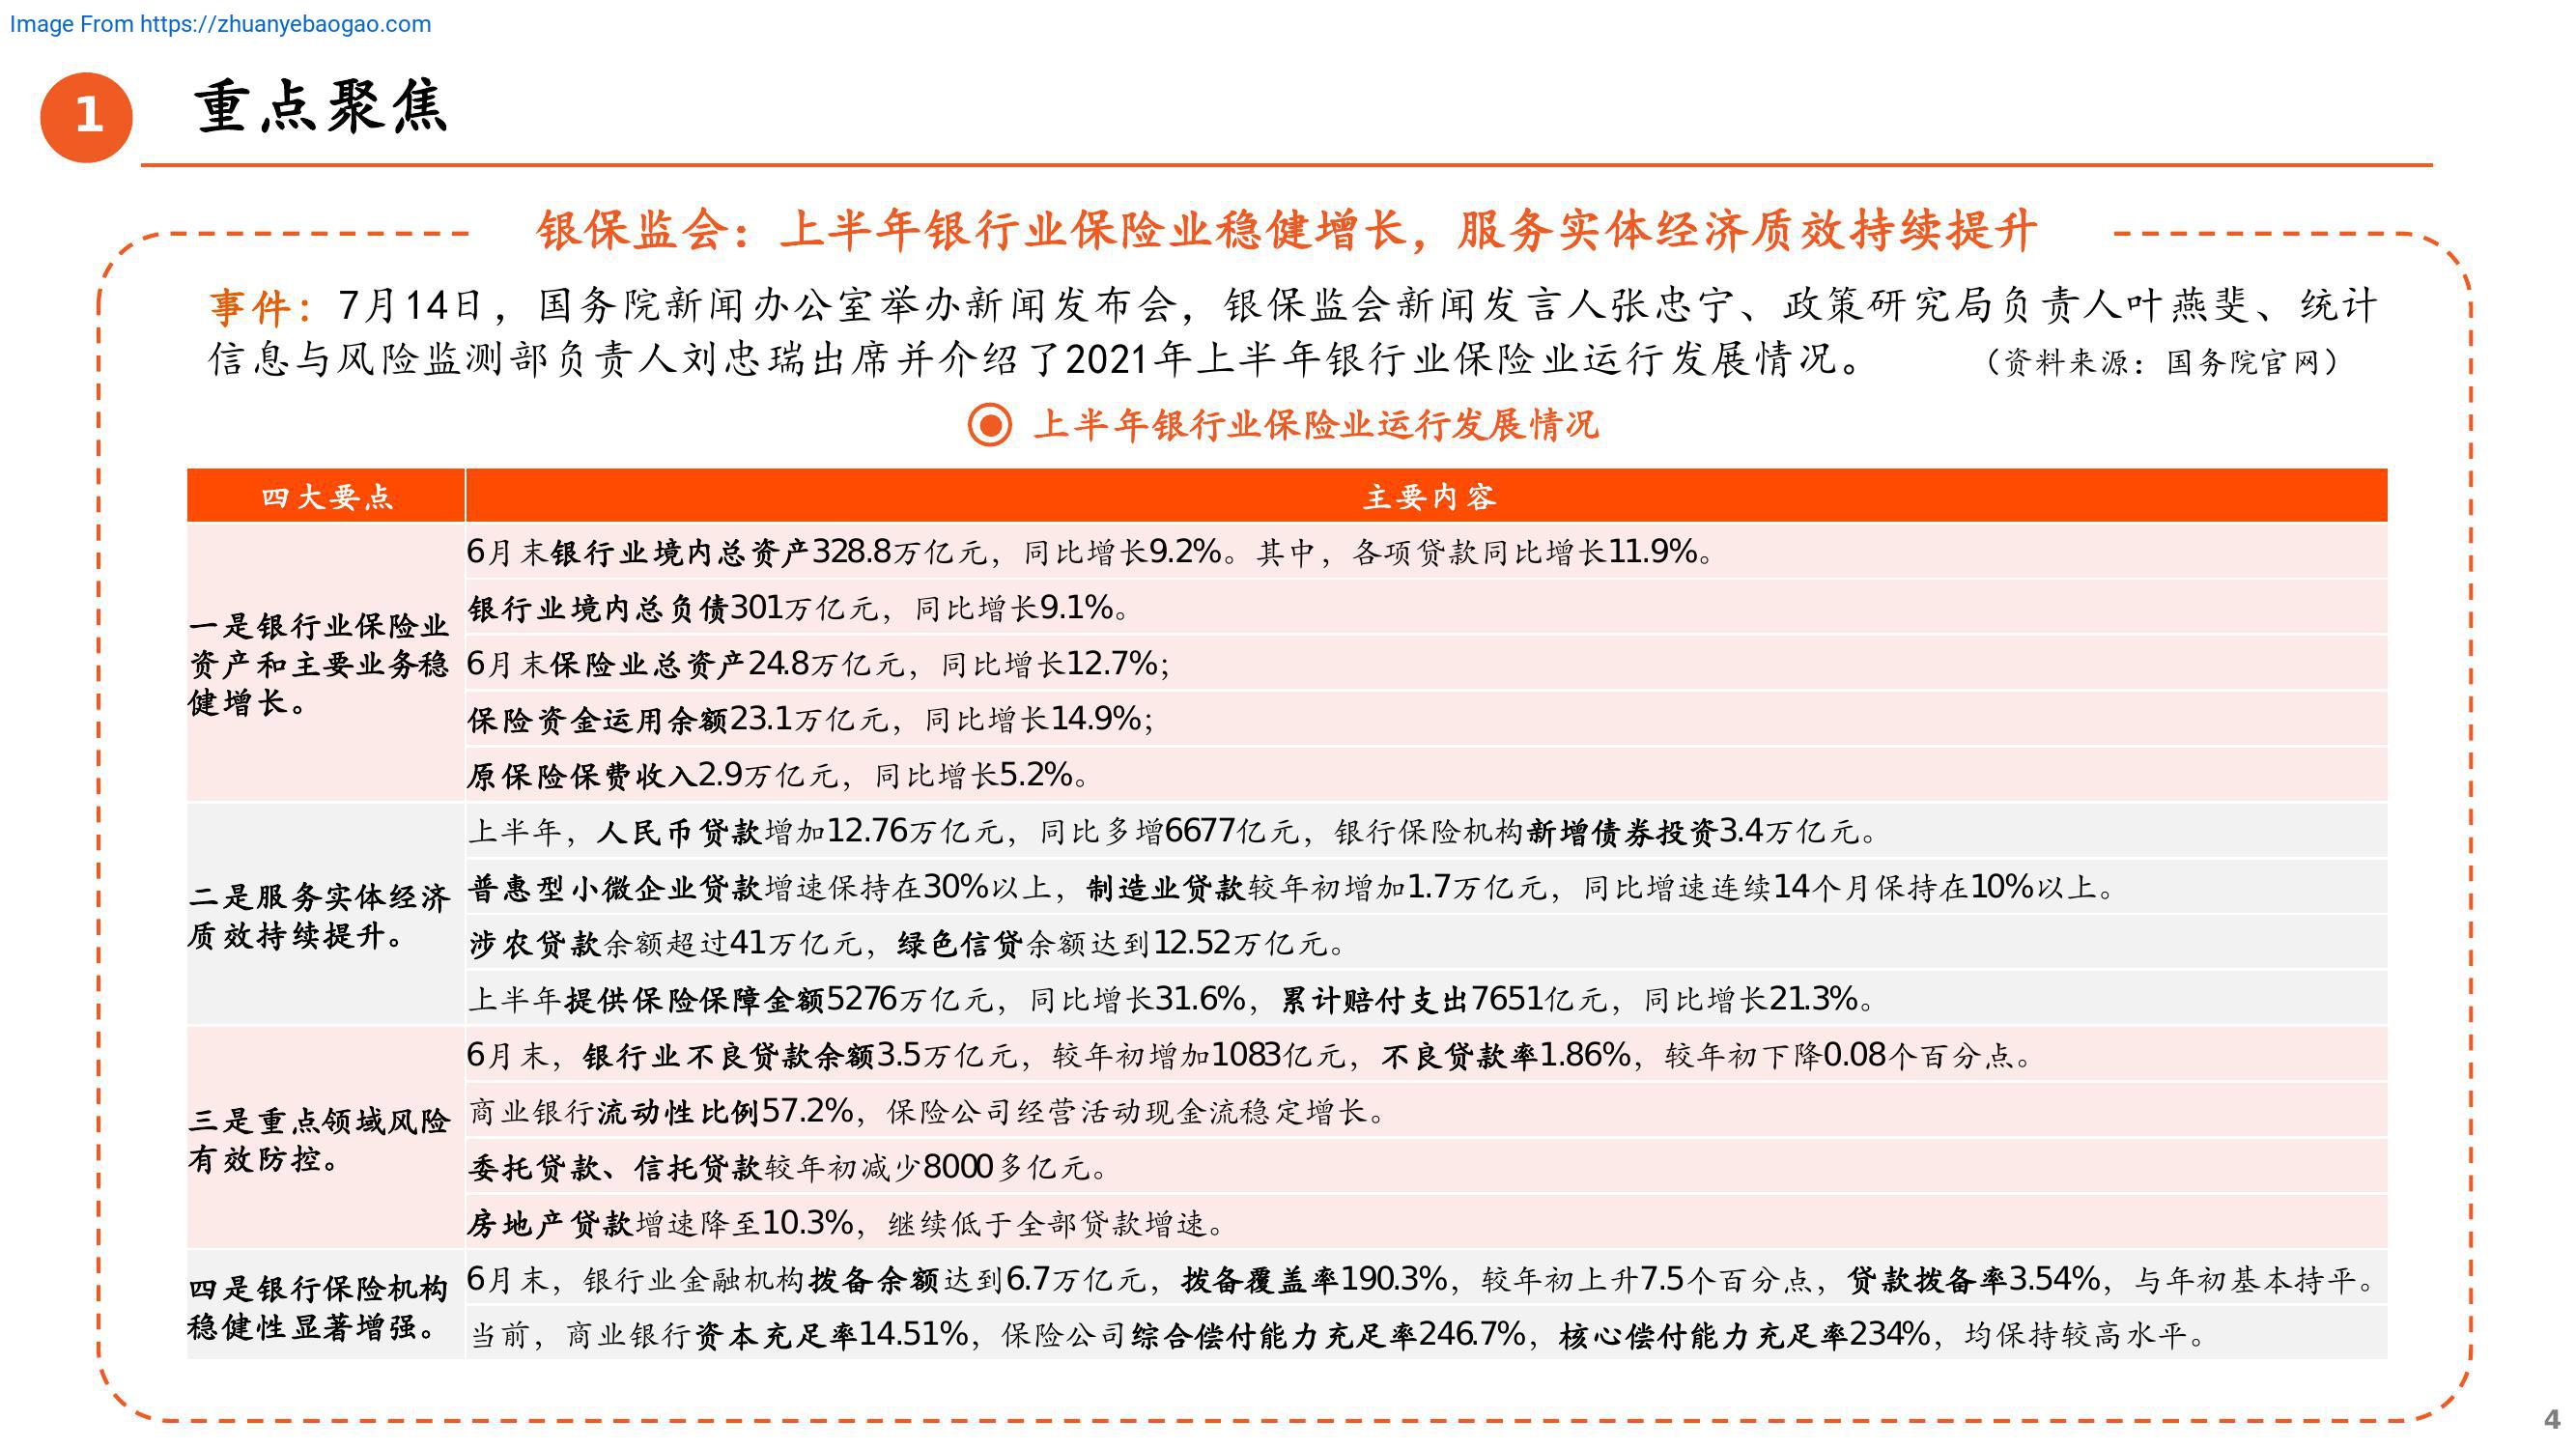 Image From https://zhuanyebaogao.com
1
重点聚焦
银保监会：上半年银行业保险业稳健增长，服务实体经济质效持续提升
事件：7月14日，国务院新闻办公室举办新闻发布会，银保监会新闻发言人张忠宁、政策研究局负责人叶燕斐、统计
信息与风险监测部负责人刘忠瑞出席并介绍了2021年上半年银行业保险业运行发展情况。 （资料来源：国务院官网）
上半年银行业保险业运行发展情况
四大要点 主要内容
一是银行业保险业
资产和主要业务稳
健增长。
6月末银行业境内总资产328.8万亿元，同比增长9.2%。其中，各项贷款同比增长11.9%。
银行业境内总负债301万亿元，同比增长9.1%。
6月末保险业总资产24.8万亿元，同比增长12.7%；
保险资金运用余额23.1万亿元，同比增长14.9%；
原保险保费收入2.9万亿元，同比增长5.2%。
二是服务实体经济
质效持续提升。
上半年，人民币贷款增加12.76万亿元，同比多增6677亿元，银行保险机构新增债券投资3.4万亿元。
普惠型小微企业贷款增速保持在30%以上，制造业贷款较年初增加1.7万亿元，同比增速连续14个月保持在10%以上。
涉农贷款余额超过41万亿元，绿色信贷余额达到12.52万亿元。
上半年提供保险保障金额5276万亿元，同比增长31.6%，累计赔付支出7651亿元，同比增长21.3%。
三是重点领域风险
有效防控。
6月末，银行业不良贷款余额3.5万亿元，较年初增加1083亿元，不良贷款率1.86%，较年初下降0.08个百分点。
商业银行流动性比例57.2%，保险公司经营活动现金流稳定增长。
委托贷款、信托贷款较年初减少8000多亿元。
房地产贷款增速降至10.3%，继续低于全部贷款增速。
四是银行保险机构
稳健性显著增强。
6月末，银行业金融机构拨备余额达到6.7万亿元，拨备覆盖率190.3%，较年初上升7.5个百分点，贷款拨备率3.54%，与年初基本持平。
当前，商业银行资本充足率14.51%，保险公司综合偿付能力充足率246.7%，核心偿付能力充足率234%，均保持较高水平。
4